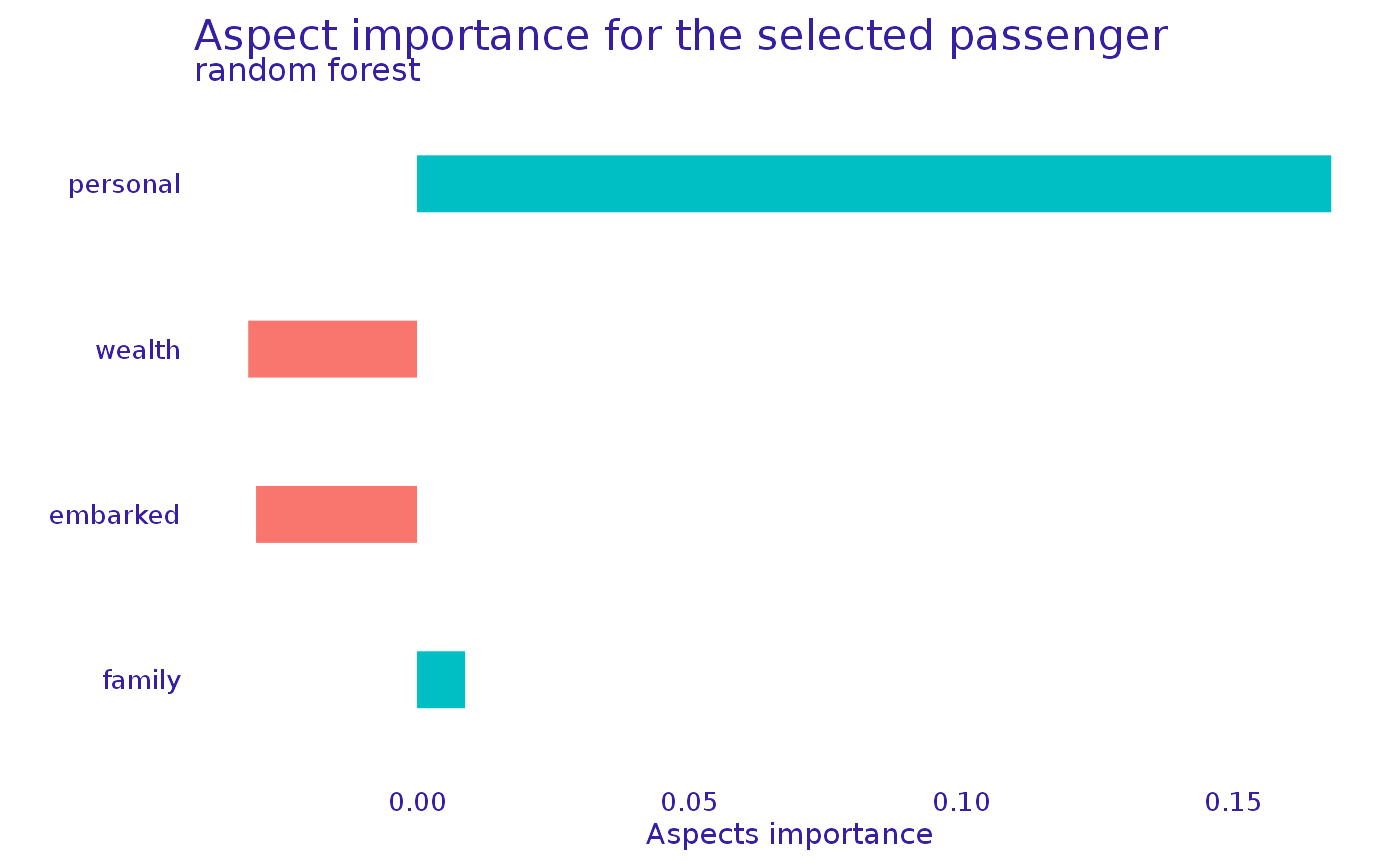 Aspect importance for the selected passenger
random forest
personal
wealth
embarked
family
0.00 0.05 0.10 0.15
Aspects importance